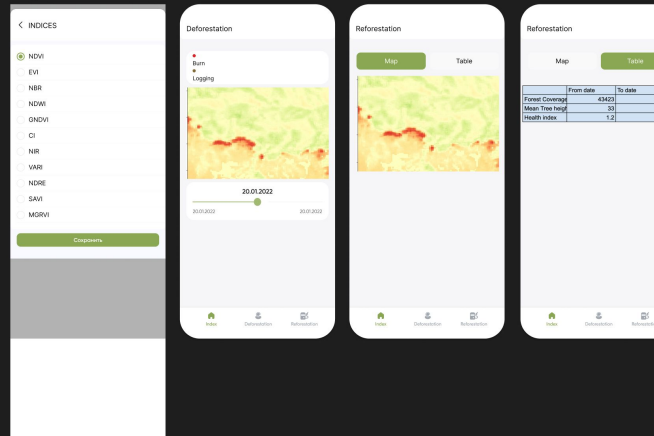 INDICES
NDVI
EVI
NBR
NDWI
GNDVI
CI
NIR
VARI
NDRE
SAVI
MGRVI
Сохранить
Deforestation
Burn
Logging
20.01.2022
20.01.2022 20.01.2022
Index Deforestation Reforestation
Reforestation
Map Table
Index Deforestation Reforestation
Reforestation
Map Table
From date To date
Forest Coverage 43423
Mean Tree heigh 33
Health index 1.2
Index Deforestation Reforestation